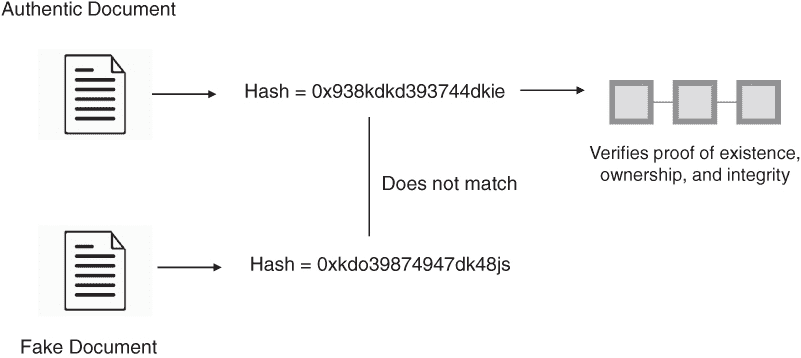 Authentic Document
Hash = 0x938kdkd393744dkie
Verifies proof of existence,
ownership, and integrity
Does not match
Hash = 0xkdo39874947dk48js
Fake Document